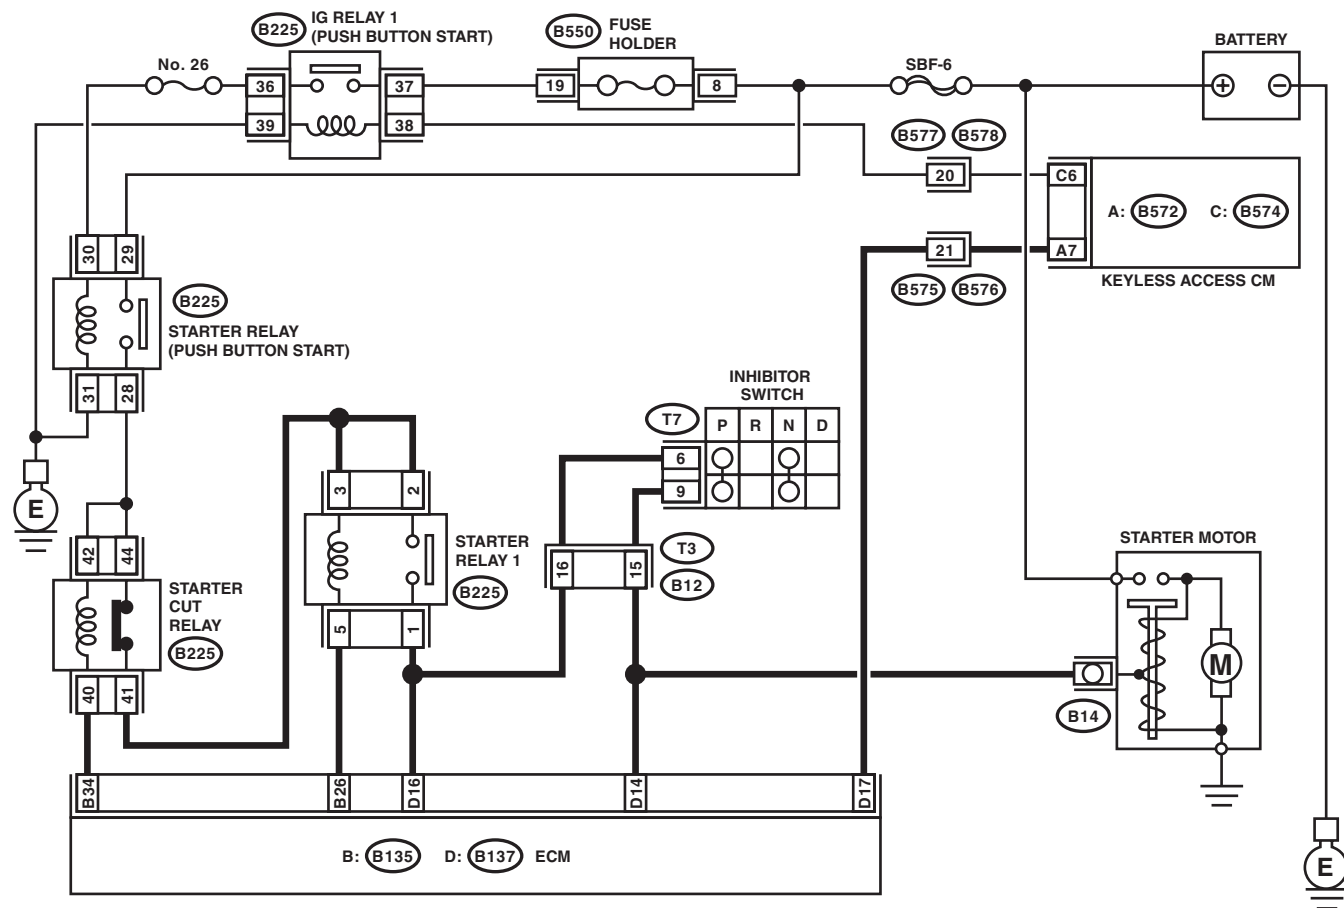 IG RELAY 1
B225
(PUSH BUTTON START)
FUSE
B550
HOLDER
No. 26
SBF-6
BATTERY
36
37
19
8
+
−
39
38
B577
B578
20
C6
A: B572 C: B574
21
A7
B575
B576
KEYLESS ACCESS CM
30
29
B225
STARTER RELAY
(PUSH BUTTON START)
31
28
E
INHIBITOR
SWITCH
T7
P R N D
6
9
3
2
STARTER
RELAY 1
B225
5
1
16
15
T3
B12
42
44
STARTER
CUT
RELAY
B225
40
41
STARTER MOTOR
M
B14
B34
B26
D16
D14
D17
B: B135 D: B137 ECM
E